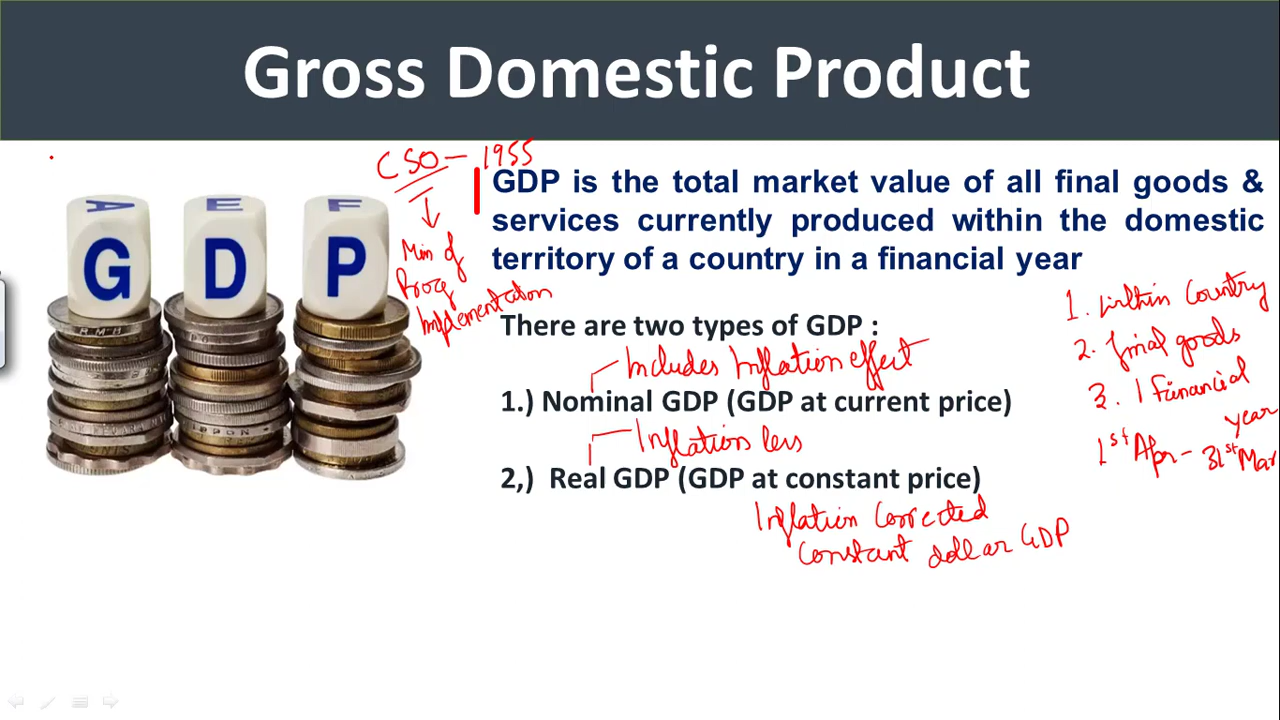 Gross Domestic Product
CSO - 1955
GDP is the total market value of all final goods &
services currently produced within the domestic
territory of a country in a financial year
A E F
G D P
Min of
Implementation
1. within Country
2. final goods
3. 1 financial
year
1st Apr - 31st Mar
There are two types of GDP :
Includes Inflation effect
1.) Nominal GDP (GDP at current price)
Inflation less
2,) Real GDP (GDP at constant price)
Inflation Corrected
Constant dollar GDP